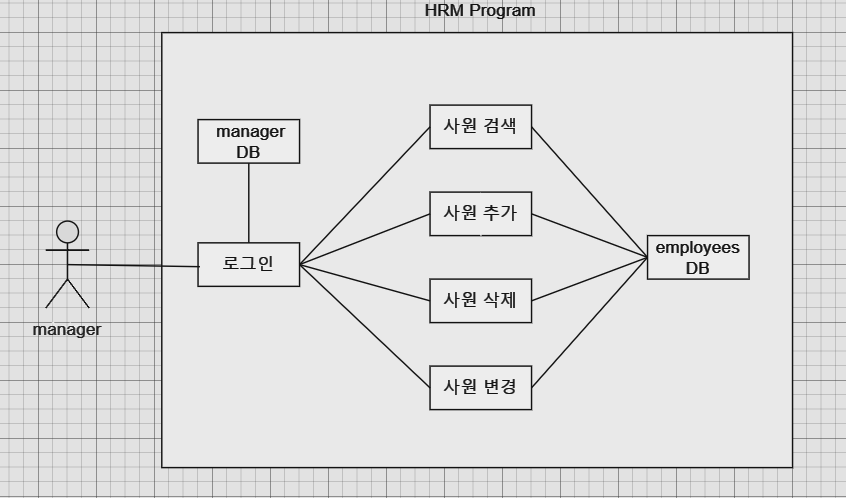 HRM Program
manager
DB
로그인
manager
사원 검색
사원 추가
사원 삭제
사원 변경
employees
DB